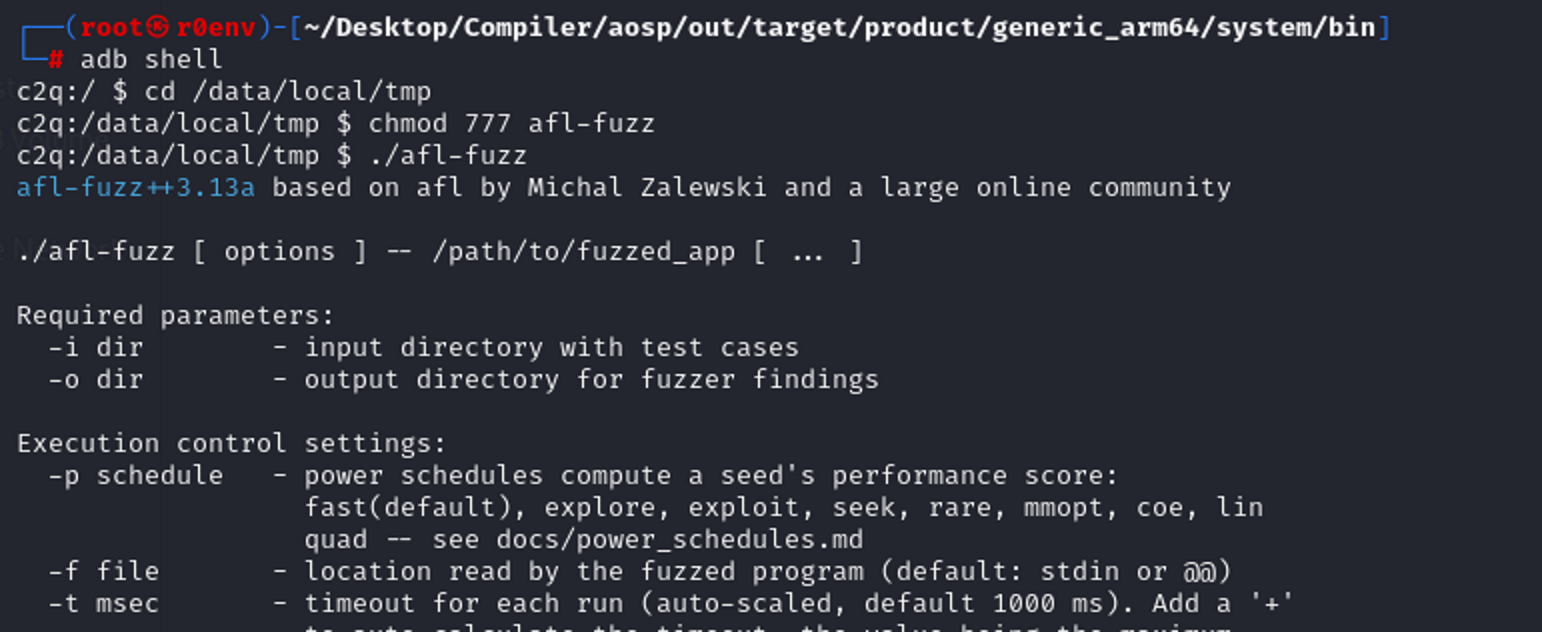 ┌──(root㉿r0env)-[~/Desktop/Compiler/aosp/out/target/product/generic_arm64/system/bin]
└─# adb shell
c2q:/ $ cd /data/local/tmp
c2q:/data/local/tmp $ chmod 777 afl-fuzz
c2q:/data/local/tmp $ ./afl-fuzz
afl-fuzz++3.13a based on afl by Michal Zalewski and a large online community
./afl-fuzz [ options ] -- /path/to/fuzzed_app [ ... ]
Required parameters:
  -i dir        - input directory with test cases
  -o dir        - output directory for fuzzer findings
Execution control settings:
  -p schedule   - power schedules compute a seed's performance score:
                  fast(default), explore, exploit, seek, rare, mmopt, coe, lin
                  quad -- see docs/power_schedules.md
  -f file       - location read by the fuzzed program (default: stdin or @@)
  -t msec       - timeout for each run (auto-scaled, default 1000 ms). Add a '+'